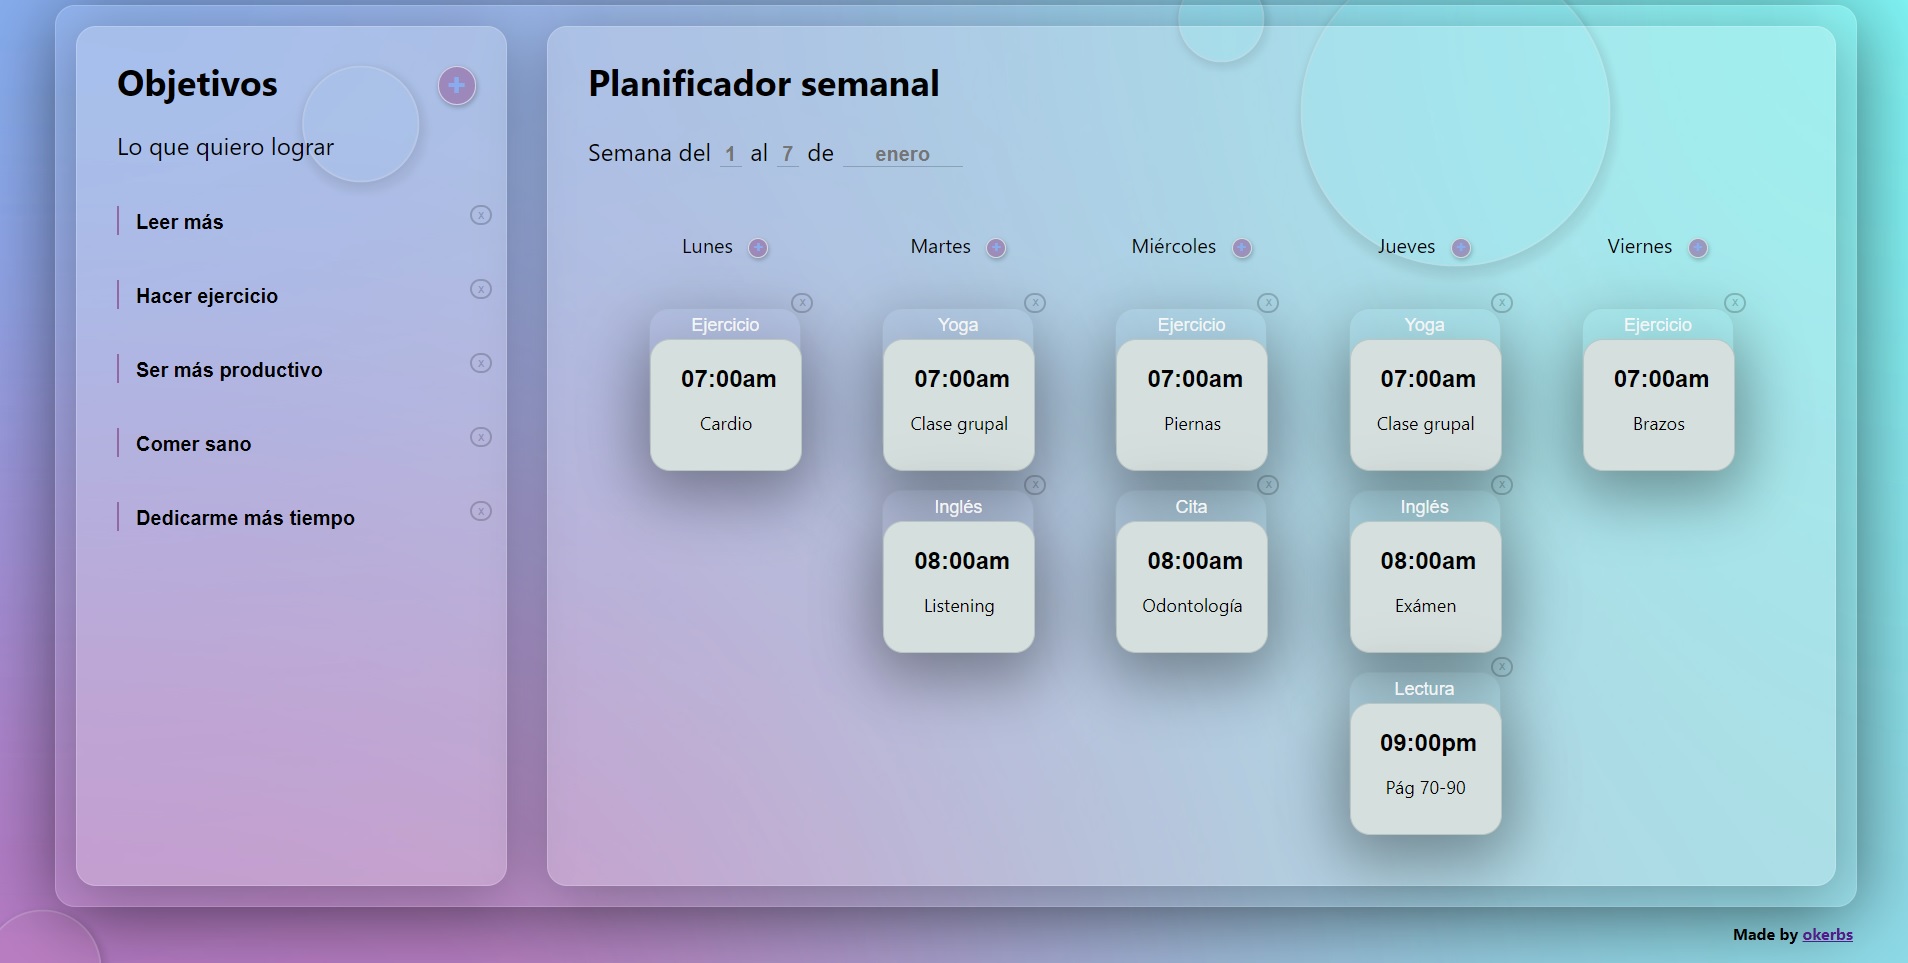 Objetivos
+
Lo que quiero lograr
Leer más
x
Hacer ejercicio
x
Ser más productivo
x
Comer sano
x
Dedicarme más tiempo
x
Planificador semanal
Semana del 1 al 7 de enero
Lunes +
x
Ejercicio
07:00am
Cardio
Martes +
x
Yoga
07:00am
Clase grupal
x
Inglés
08:00am
Listening
Miércoles +
x
Ejercicio
07:00am
Piernas
x
Cita
08:00am
Odontología
Jueves +
x
Yoga
07:00am
Clase grupal
x
Inglés
08:00am
Exámen
x
Lectura
09:00pm
Pág 70-90
Viernes +
x
Ejercicio
07:00am
Brazos
Made by okerbs